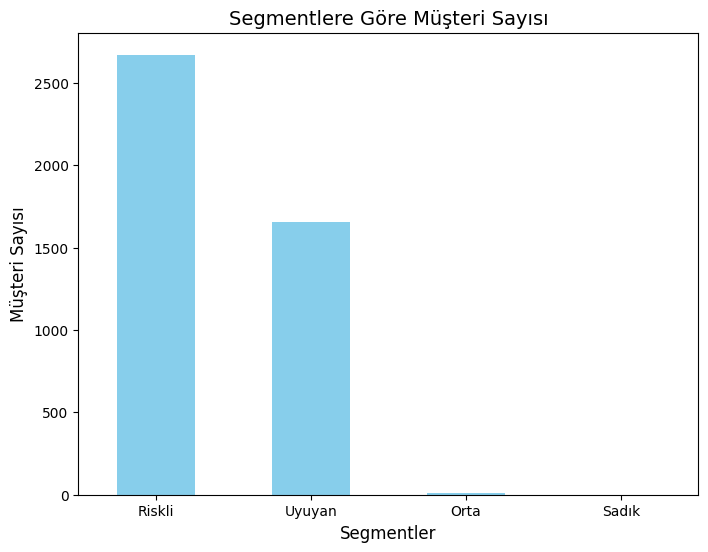 Segmentlere Göre Müşteri Sayısı
Müşteri Sayısı
2500
2000
1500
1000
500
0
Riskli
Uyuyan
Orta
Sadık
Segmentler